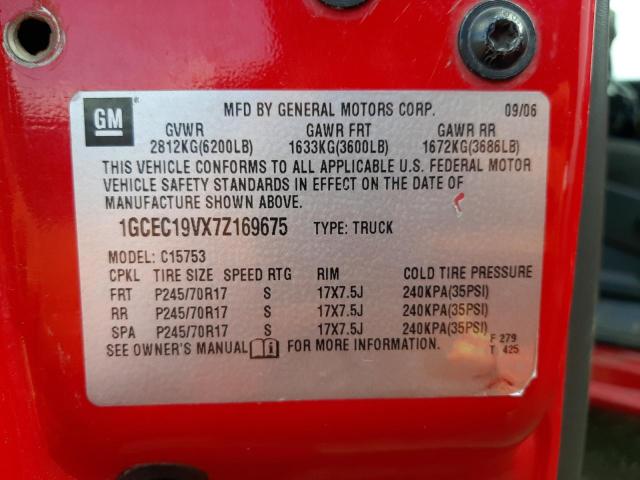 GM
MFD BY GENERAL MOTORS CORP. 09/06
GVWR GAWR FRT GAWR RR
2812KG(6200LB) 1633KG(3600LB) 1672KG(3686LB)
THIS VEHICLE CONFORMS TO ALL APPLICABLE U.S. FEDERAL MOTOR
VEHICLE SAFETY STANDARDS IN EFFECT ON THE DATE OF
MANUFACTURE SHOWN ABOVE.
1GCEC19VX7Z169675 TYPE: TRUCK
MODEL: C15753
CPKL TIRE SIZE SPEED RTG RIM COLD TIRE PRESSURE
FRT P245/70R17 S 17X7.5J 240KPA(35PSI)
RR P245/70R17 S 17X7.5J 240KPA(35PSI)
SPA P245/70R17 S 17X7.5J 240KPA(35PSI)
SEE OWNER'S MANUAL FOR MORE INFORMATION.
F 279
T 425